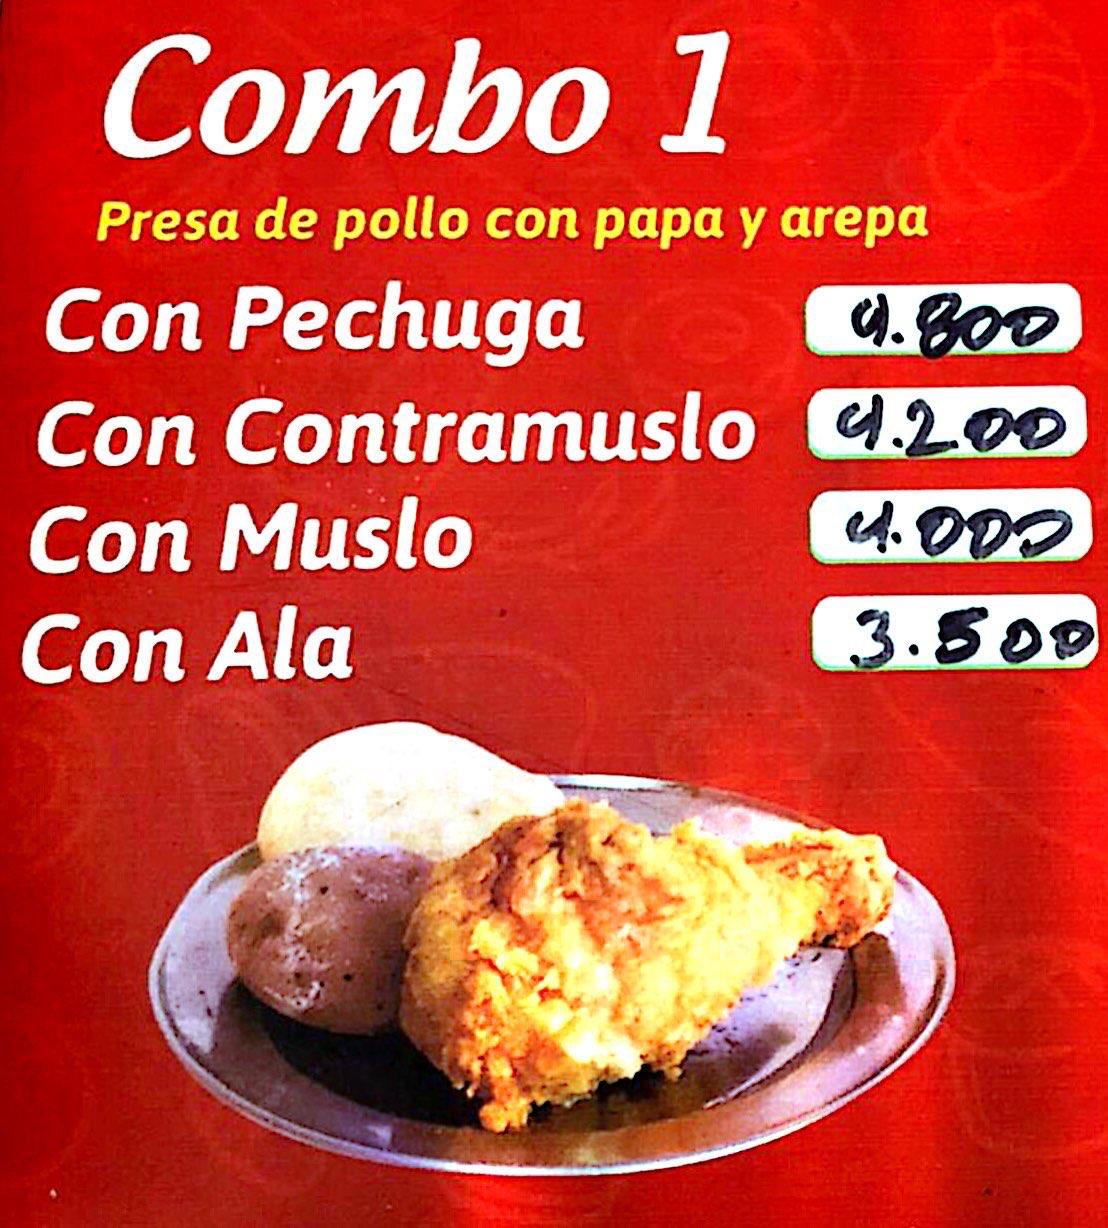 Combo 1
Presa de pollo con papa y arepa
Con Pechuga 4.800
Con Contramuslo 4.200
Con Muslo 4.000
Con Ala 3.500